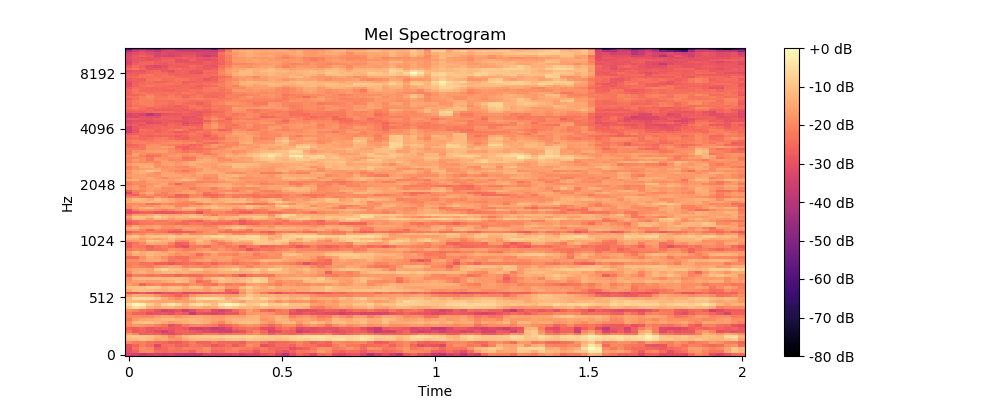 Mel Spectrogram
Hz
8192
4096
2048
1024
512
0
0 0.5 1 1.5 2
Time
+0 dB
-10 dB
-20 dB
-30 dB
-40 dB
-50 dB
-60 dB
-70 dB
-80 dB